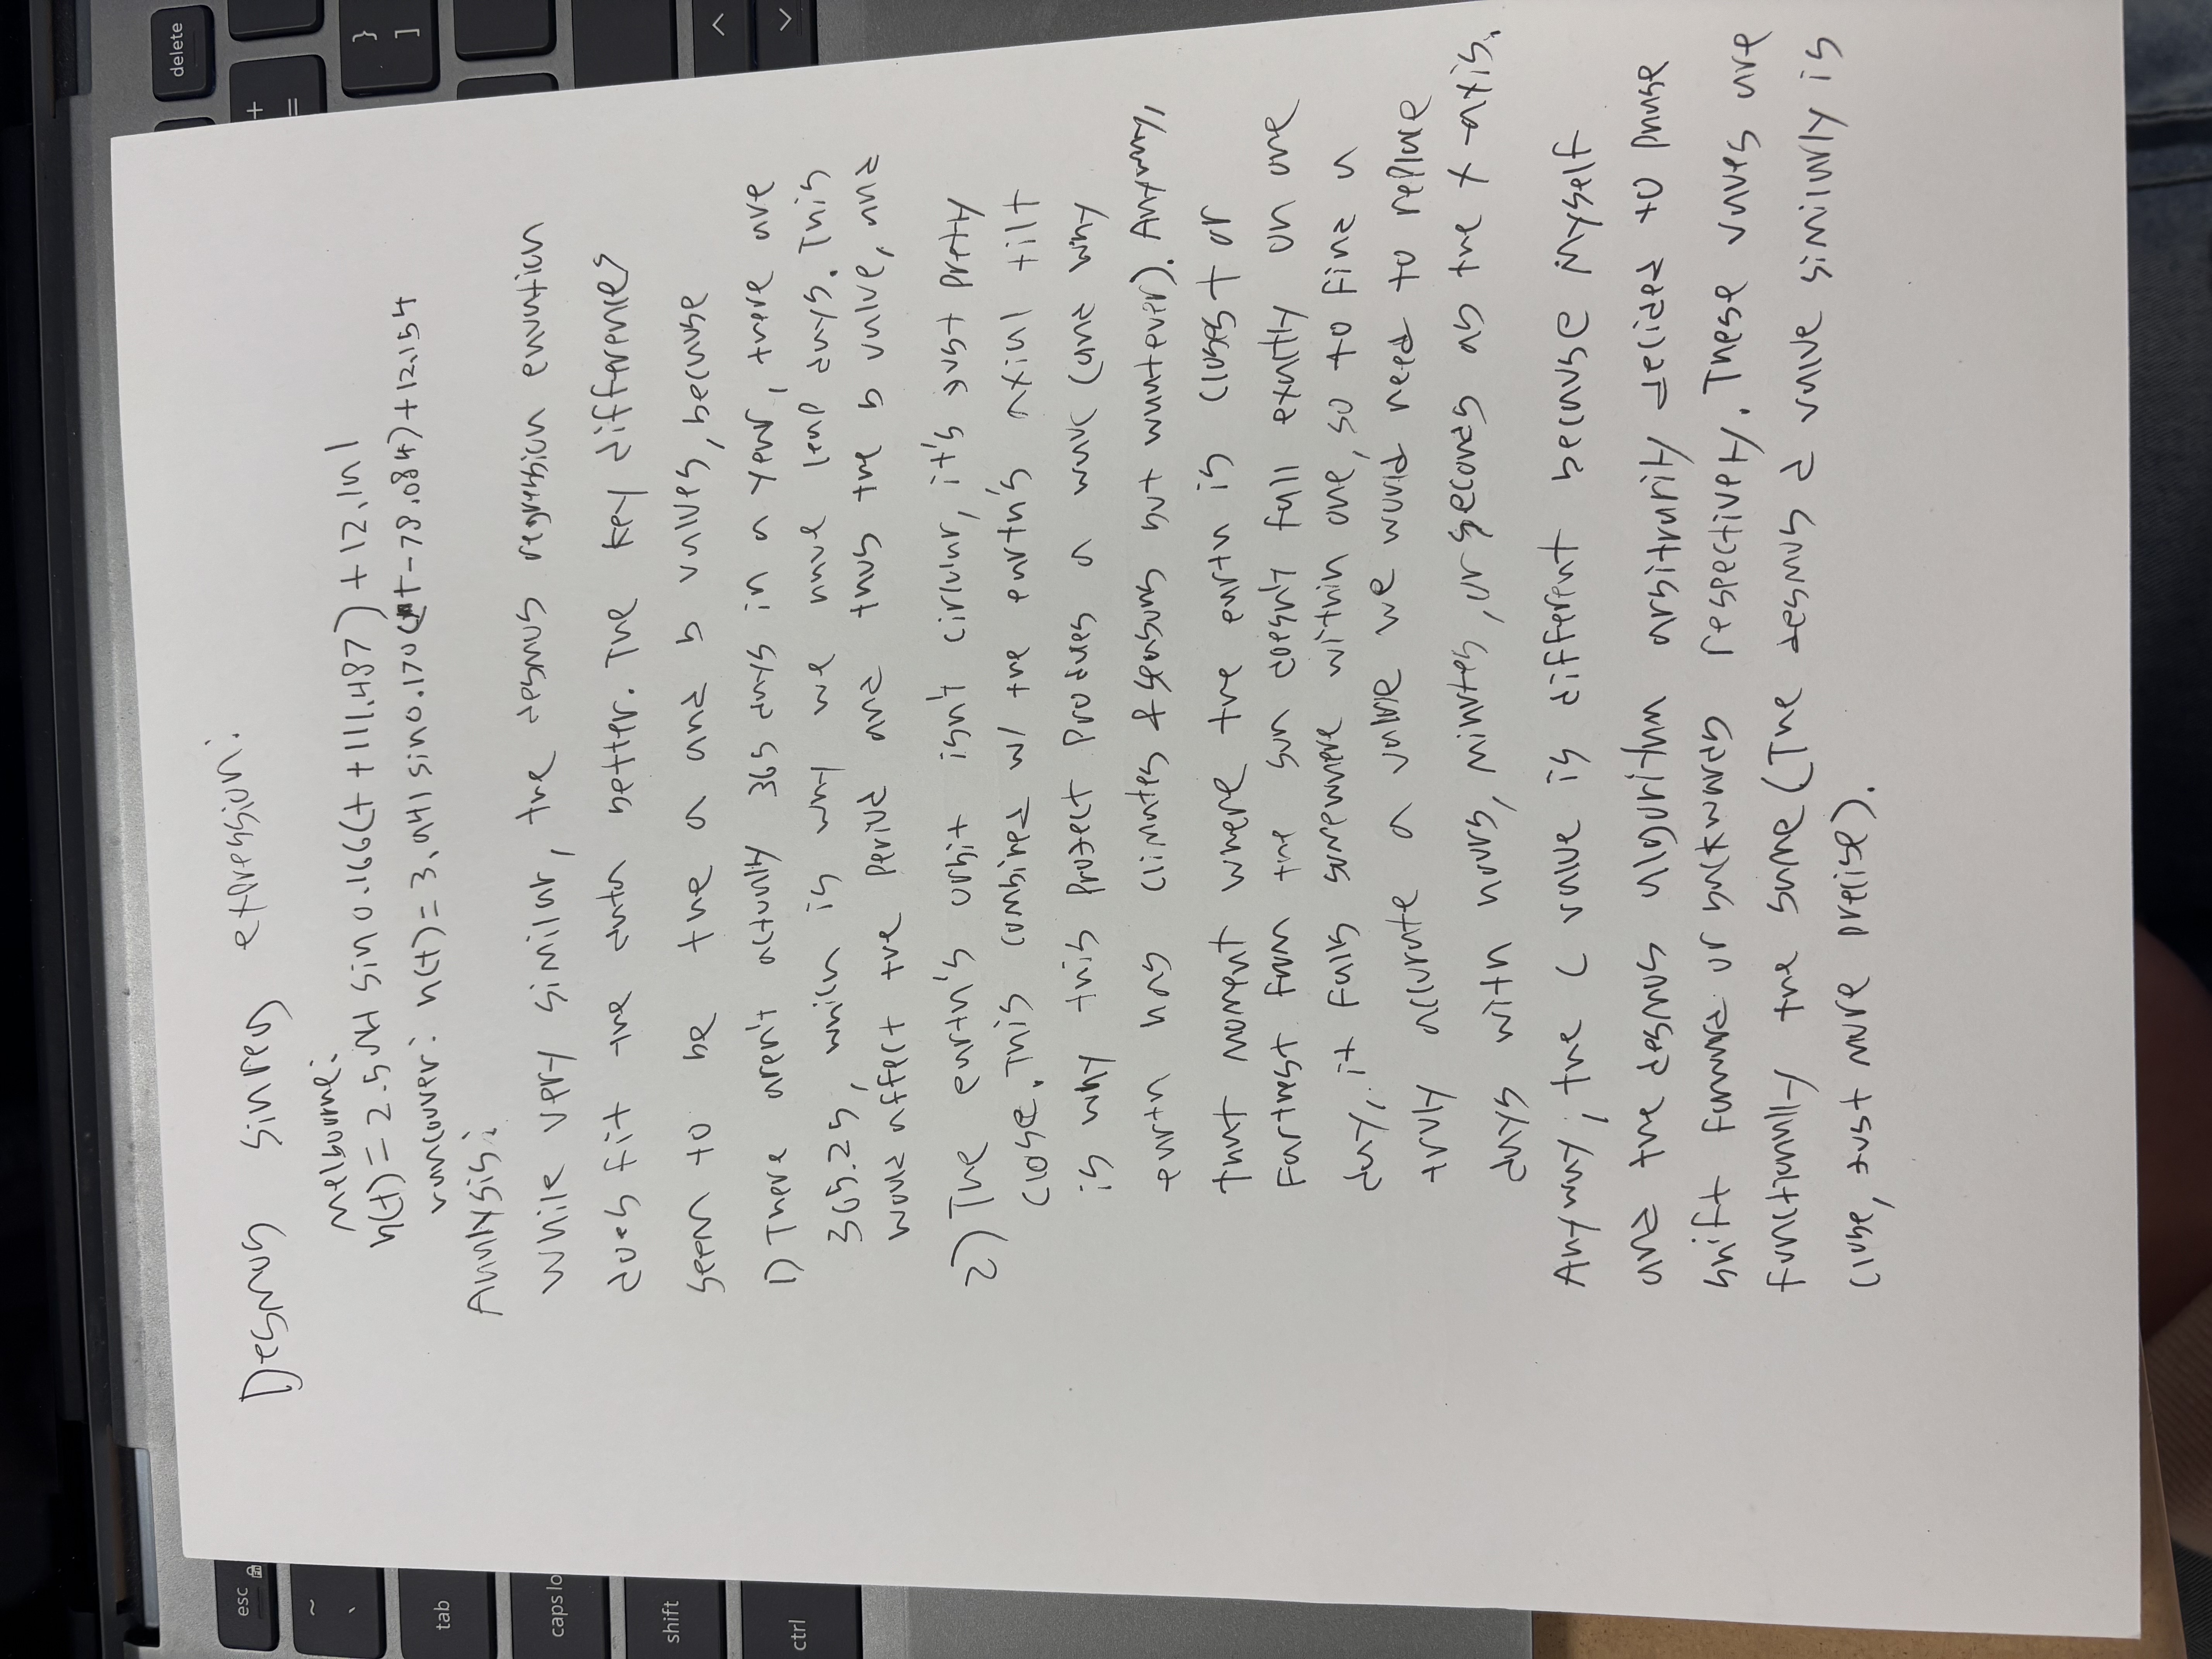 esc
Fn
delete
~
`
+
=
tab
}
]
caps lo
shift
ctrl
Desmos sinreg expression:
Melbourne:
h(t)=2.5 sin 0.166(t+111.487)+12.1
Vancouver: h(t)=3.941 sin 0.170(t-78.084)+12.154
Analysis:
While very similar, the desmos regression equation
does fit the data better. The key differences
seem to be the a and b values, because
1) There aren't actually 365 days in a year, there are
365.25, which is why we have leap days. This
would affect the period and thus the b value, and
2) The earth's orbit isn't circular, it's just pretty
close. This combined w/ the earth's axial tilt
is why this project produes a wave (and why
earth has climates & seasons but whatever). Anyway,
that moment where the earth is closest or
farthest from the sun doesn't fall exactly on one
day, it falls somewhere within one, so to find a
truly accurate a value we would need to replace
days with hours, minutes, or seconds as the x-axis.
Anyway, the c value is different because myself
and the desmos algorithm arbitrarily decided to phase
shift forward or backwards respectively. These vaves are
functionally the same (The desmos d value similarly is
close, just more precise).